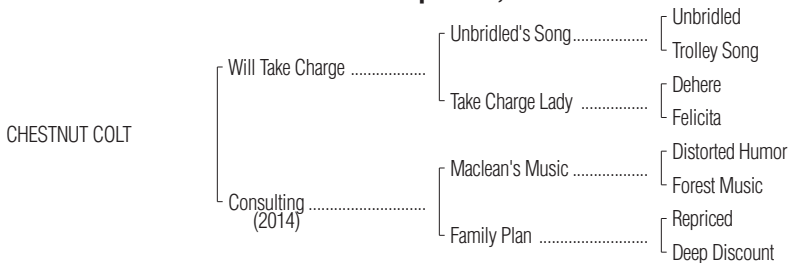 Unbridled
Unbridled's Song.................
Trolley Song
Will Take Charge ..................
Dehere
Take Charge Lady ................
Felicita
CHESTNUT COLT
Distorted Humor
Maclean's Music ..................
Forest Music
Consulting ............................
(2014)
Repriced
Family Plan ..........................
Deep Discount